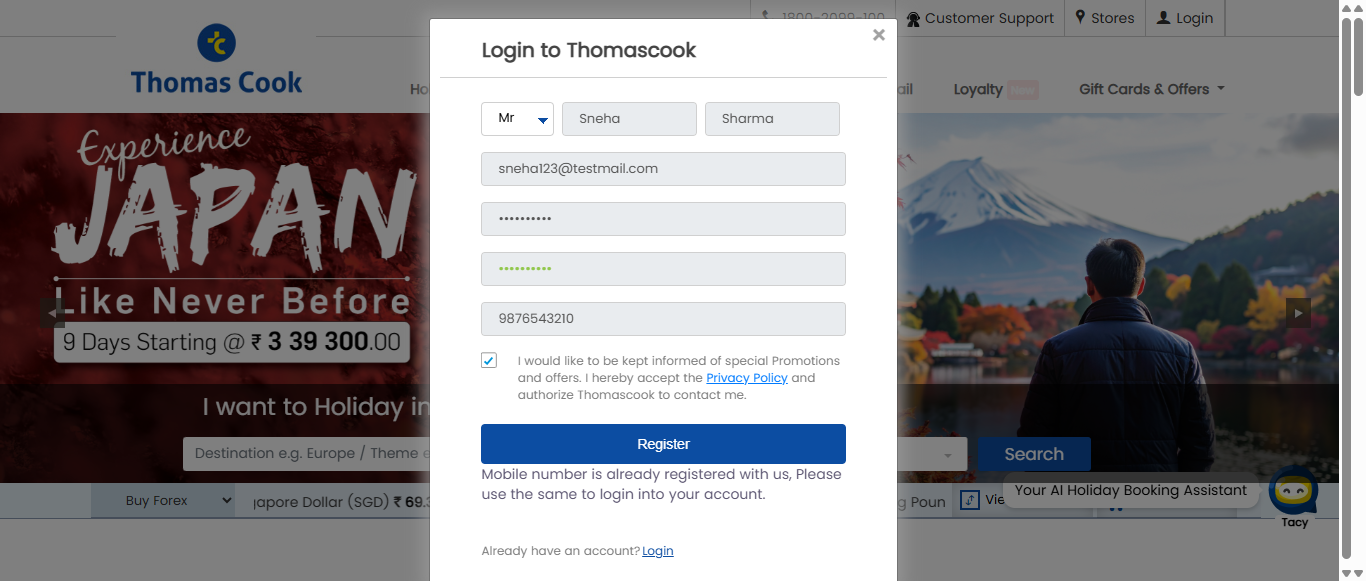 1800-2099-100
Customer Support
Stores
Login
Thomas Cook
Ho
ail
Loyalty New
Gift Cards & Offers
Login to Thomascook
×
Mr
Sneha
Sharma
sneha123@testmail.com
••••••••••
••••••••••
9876543210
I would like to be kept informed of special Promotions
and offers. I hereby accept the Privacy Policy and
authorize Thomascook to contact me.
Register
Mobile number is already registered with us, Please
use the same to login into your account.
Already have an account? Login
Experience
JAPAN
Like Never Before
9 Days Starting @ ₹ 3 39 300.00
I want to Holiday in
Destination e.g. Europe / Theme e
Search
Buy Forex
gapore Dollar (SGD) ₹ 69.3
g Poun
Vie
Your AI Holiday Booking Assistant
Tacy